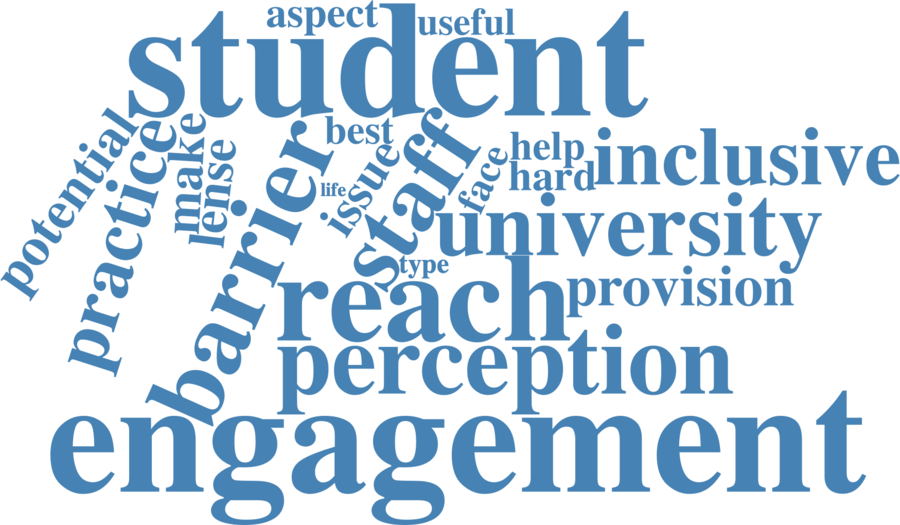 aspect
useful
student
potential
practice
make
lense
barrier
best
life
issue
staff
face
help
hard
inclusive
university
type
reach
provision
perception
engagement